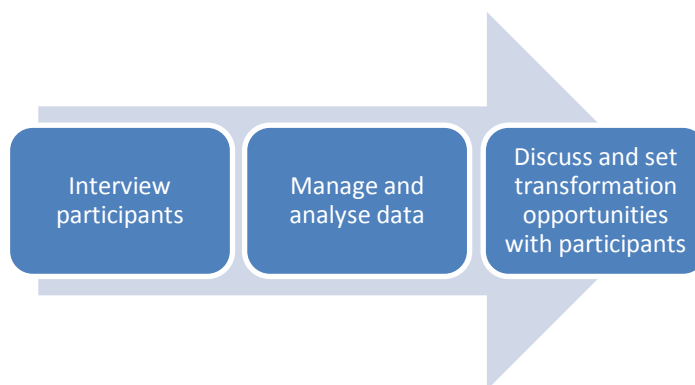 Interview
participants
Manage and
analyse data
Discuss and set
transformation
opportunities
with participants